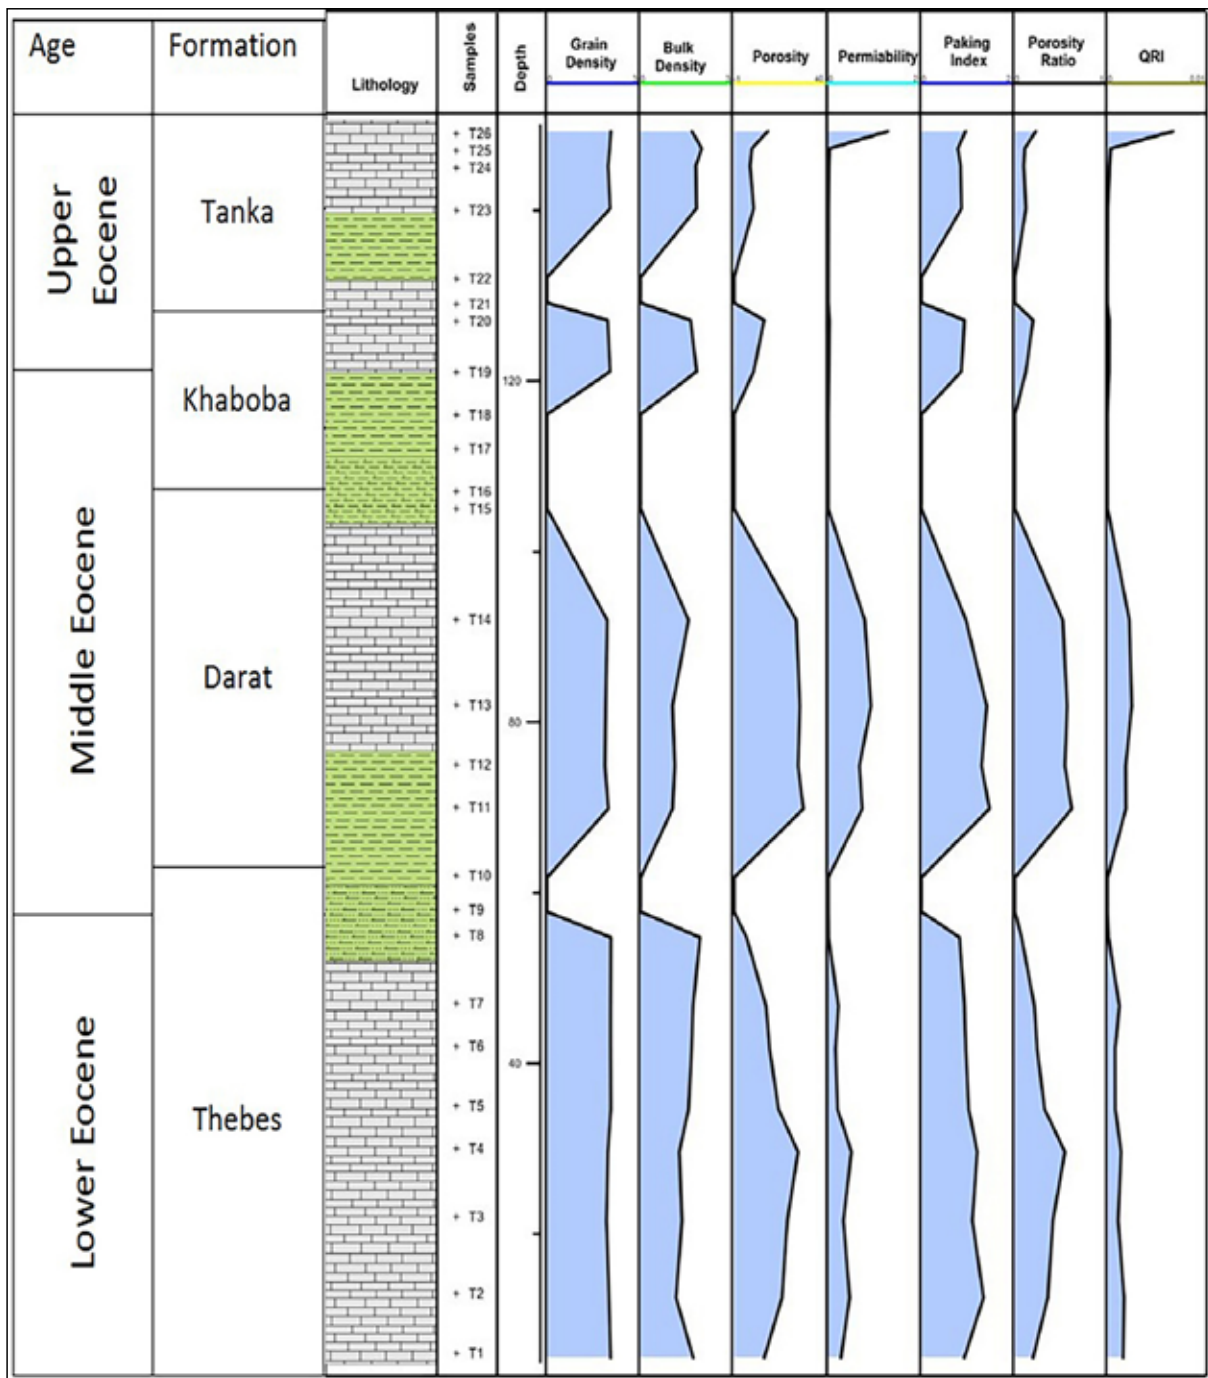 Age
Formation
Lithology
Samples
Depth
Grain
Density
Bulk
Density
Porosity
Permiability
Paking
Index
Porosity
Ratio
QRI
Upper
Eocene
Middle Eocene
Lower Eocene
Tanka
Khaboba
Darat
Thebes
+ T26
+ T25
+ T24
+ T23
+ T22
+ T21
+ T20
+ T19
+ T18
+ T17
+ T16
+ T15
+ T14
+ T13
+ T12
+ T11
+ T10
+ T9
+ T8
+ T7
+ T6
+ T5
+ T4
+ T3
+ T2
+ T1
120
80
40